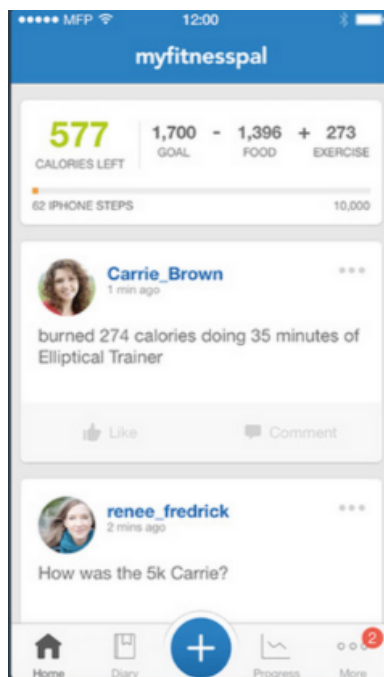 MFP 12:00
myfitnesspal
577 1,700 - 1,396 + 273
CALORIES LEFT GOAL FOOD EXERCISE
62 IPHONE STEPS 10,000
Carrie_Brown
1 min ago
burned 274 calories doing 35 minutes of
Elliptical Trainer
Like Comment
renee_fredrick
2 mins ago
How was the 5k Carrie?
2
Home Diary + Progress More